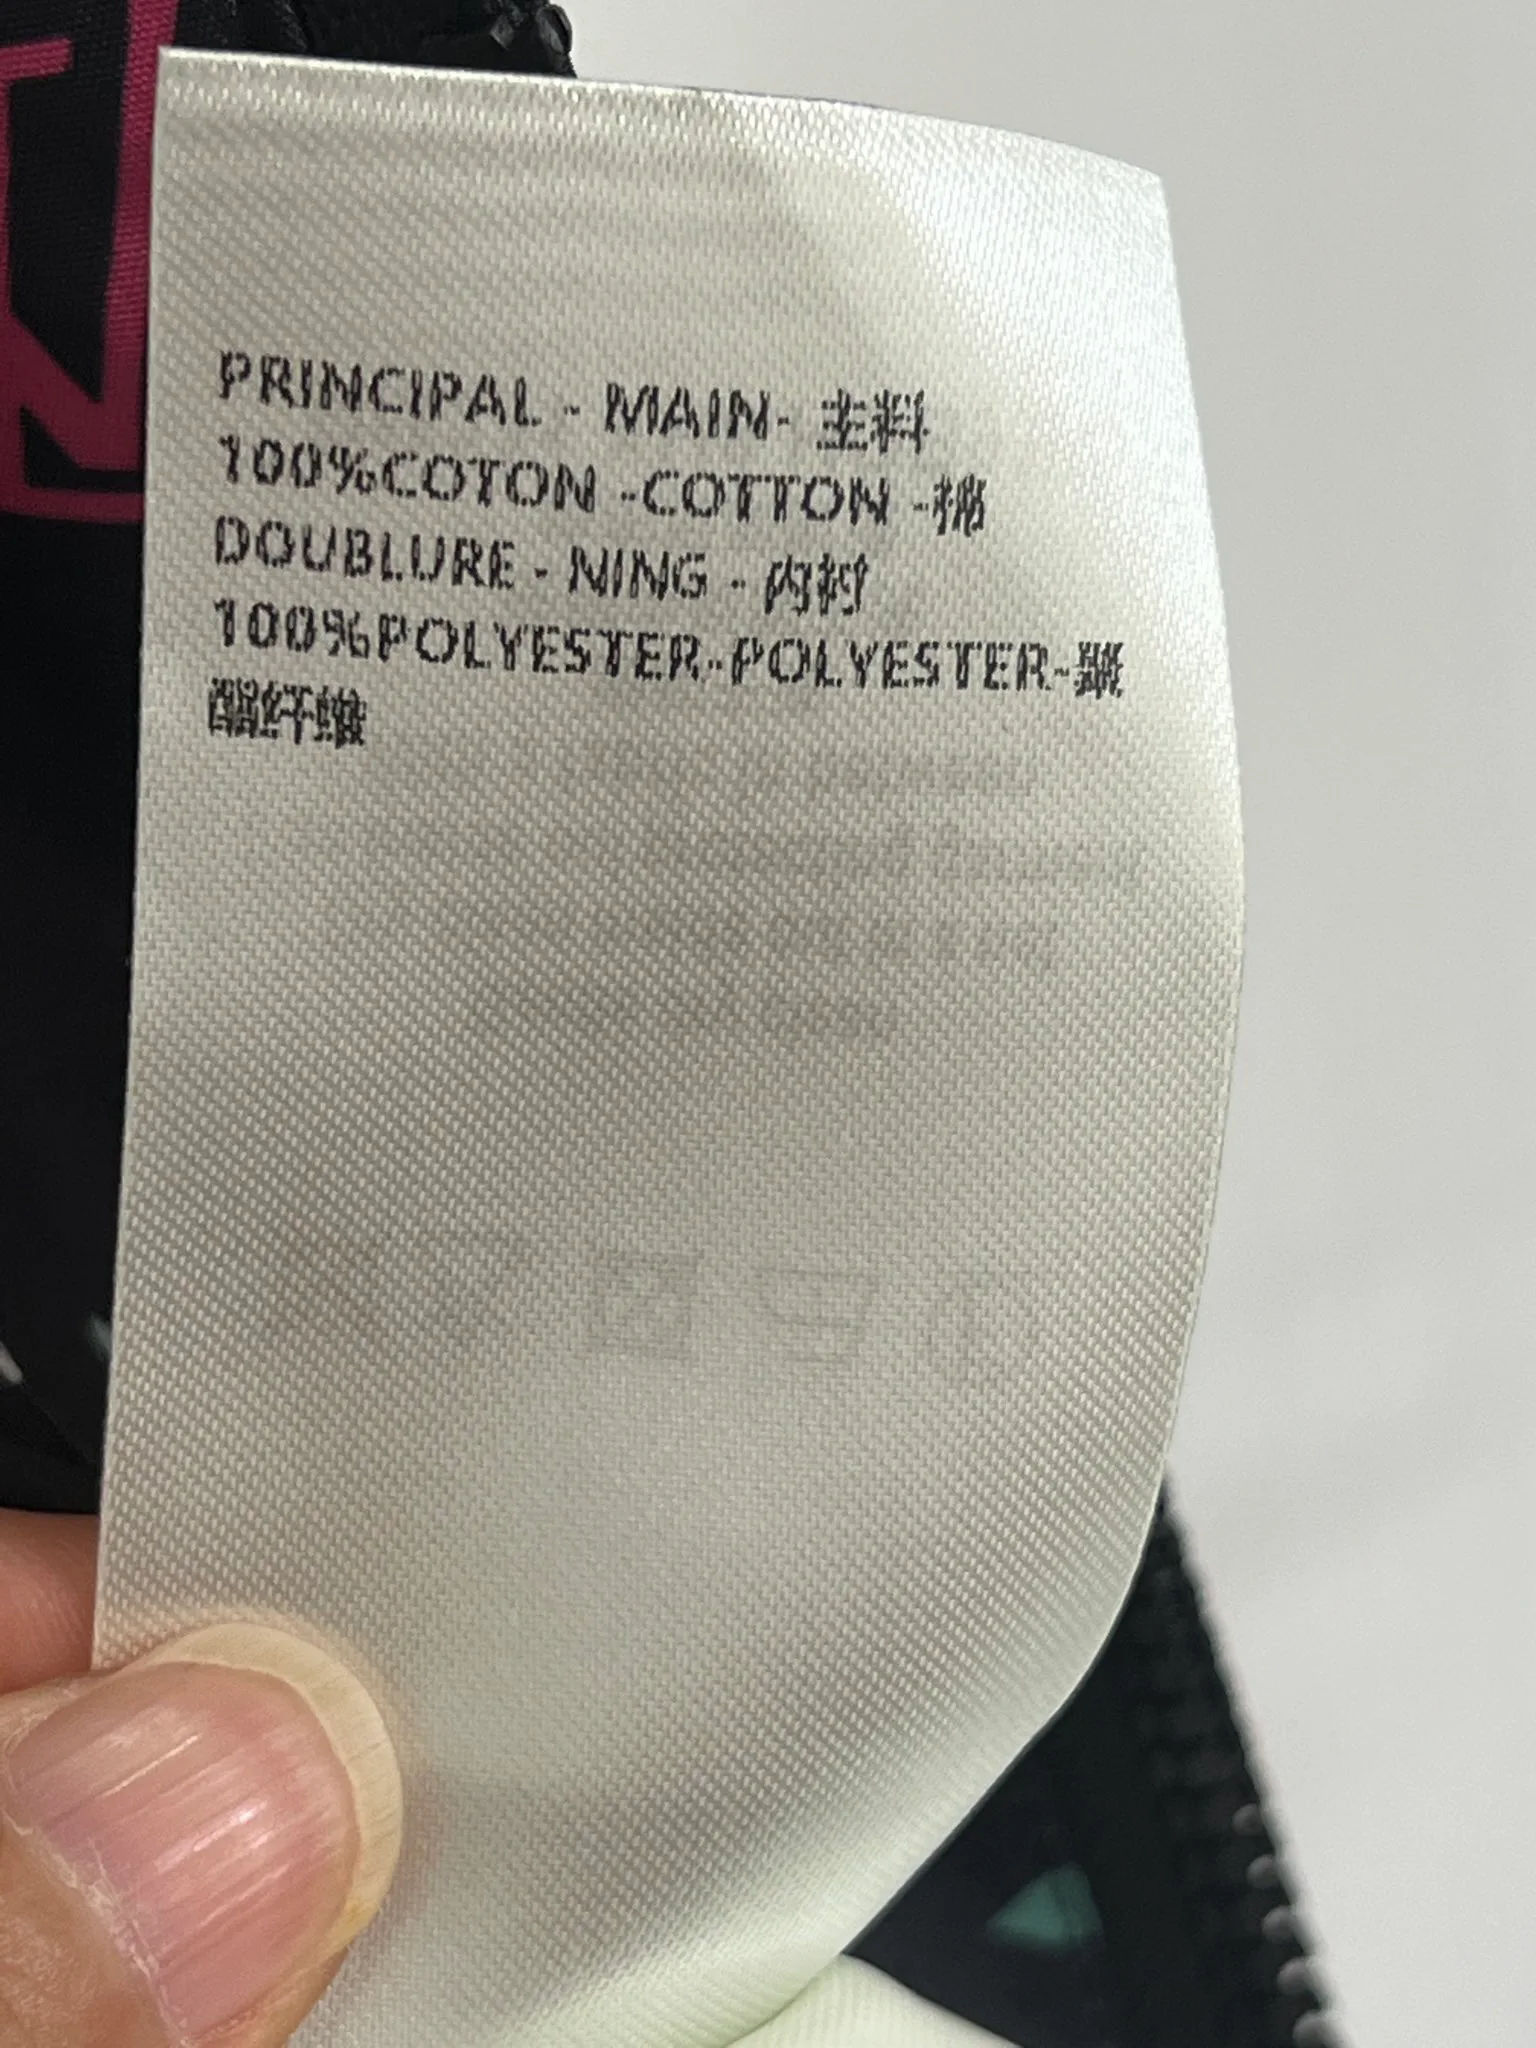 PRINCIPAL - MAIN- 主料
100%COTON -COTTON -棉
DOUBLURE - NING - 内衬
100%POLYESTER-POLYESTER-聚
酯纤维